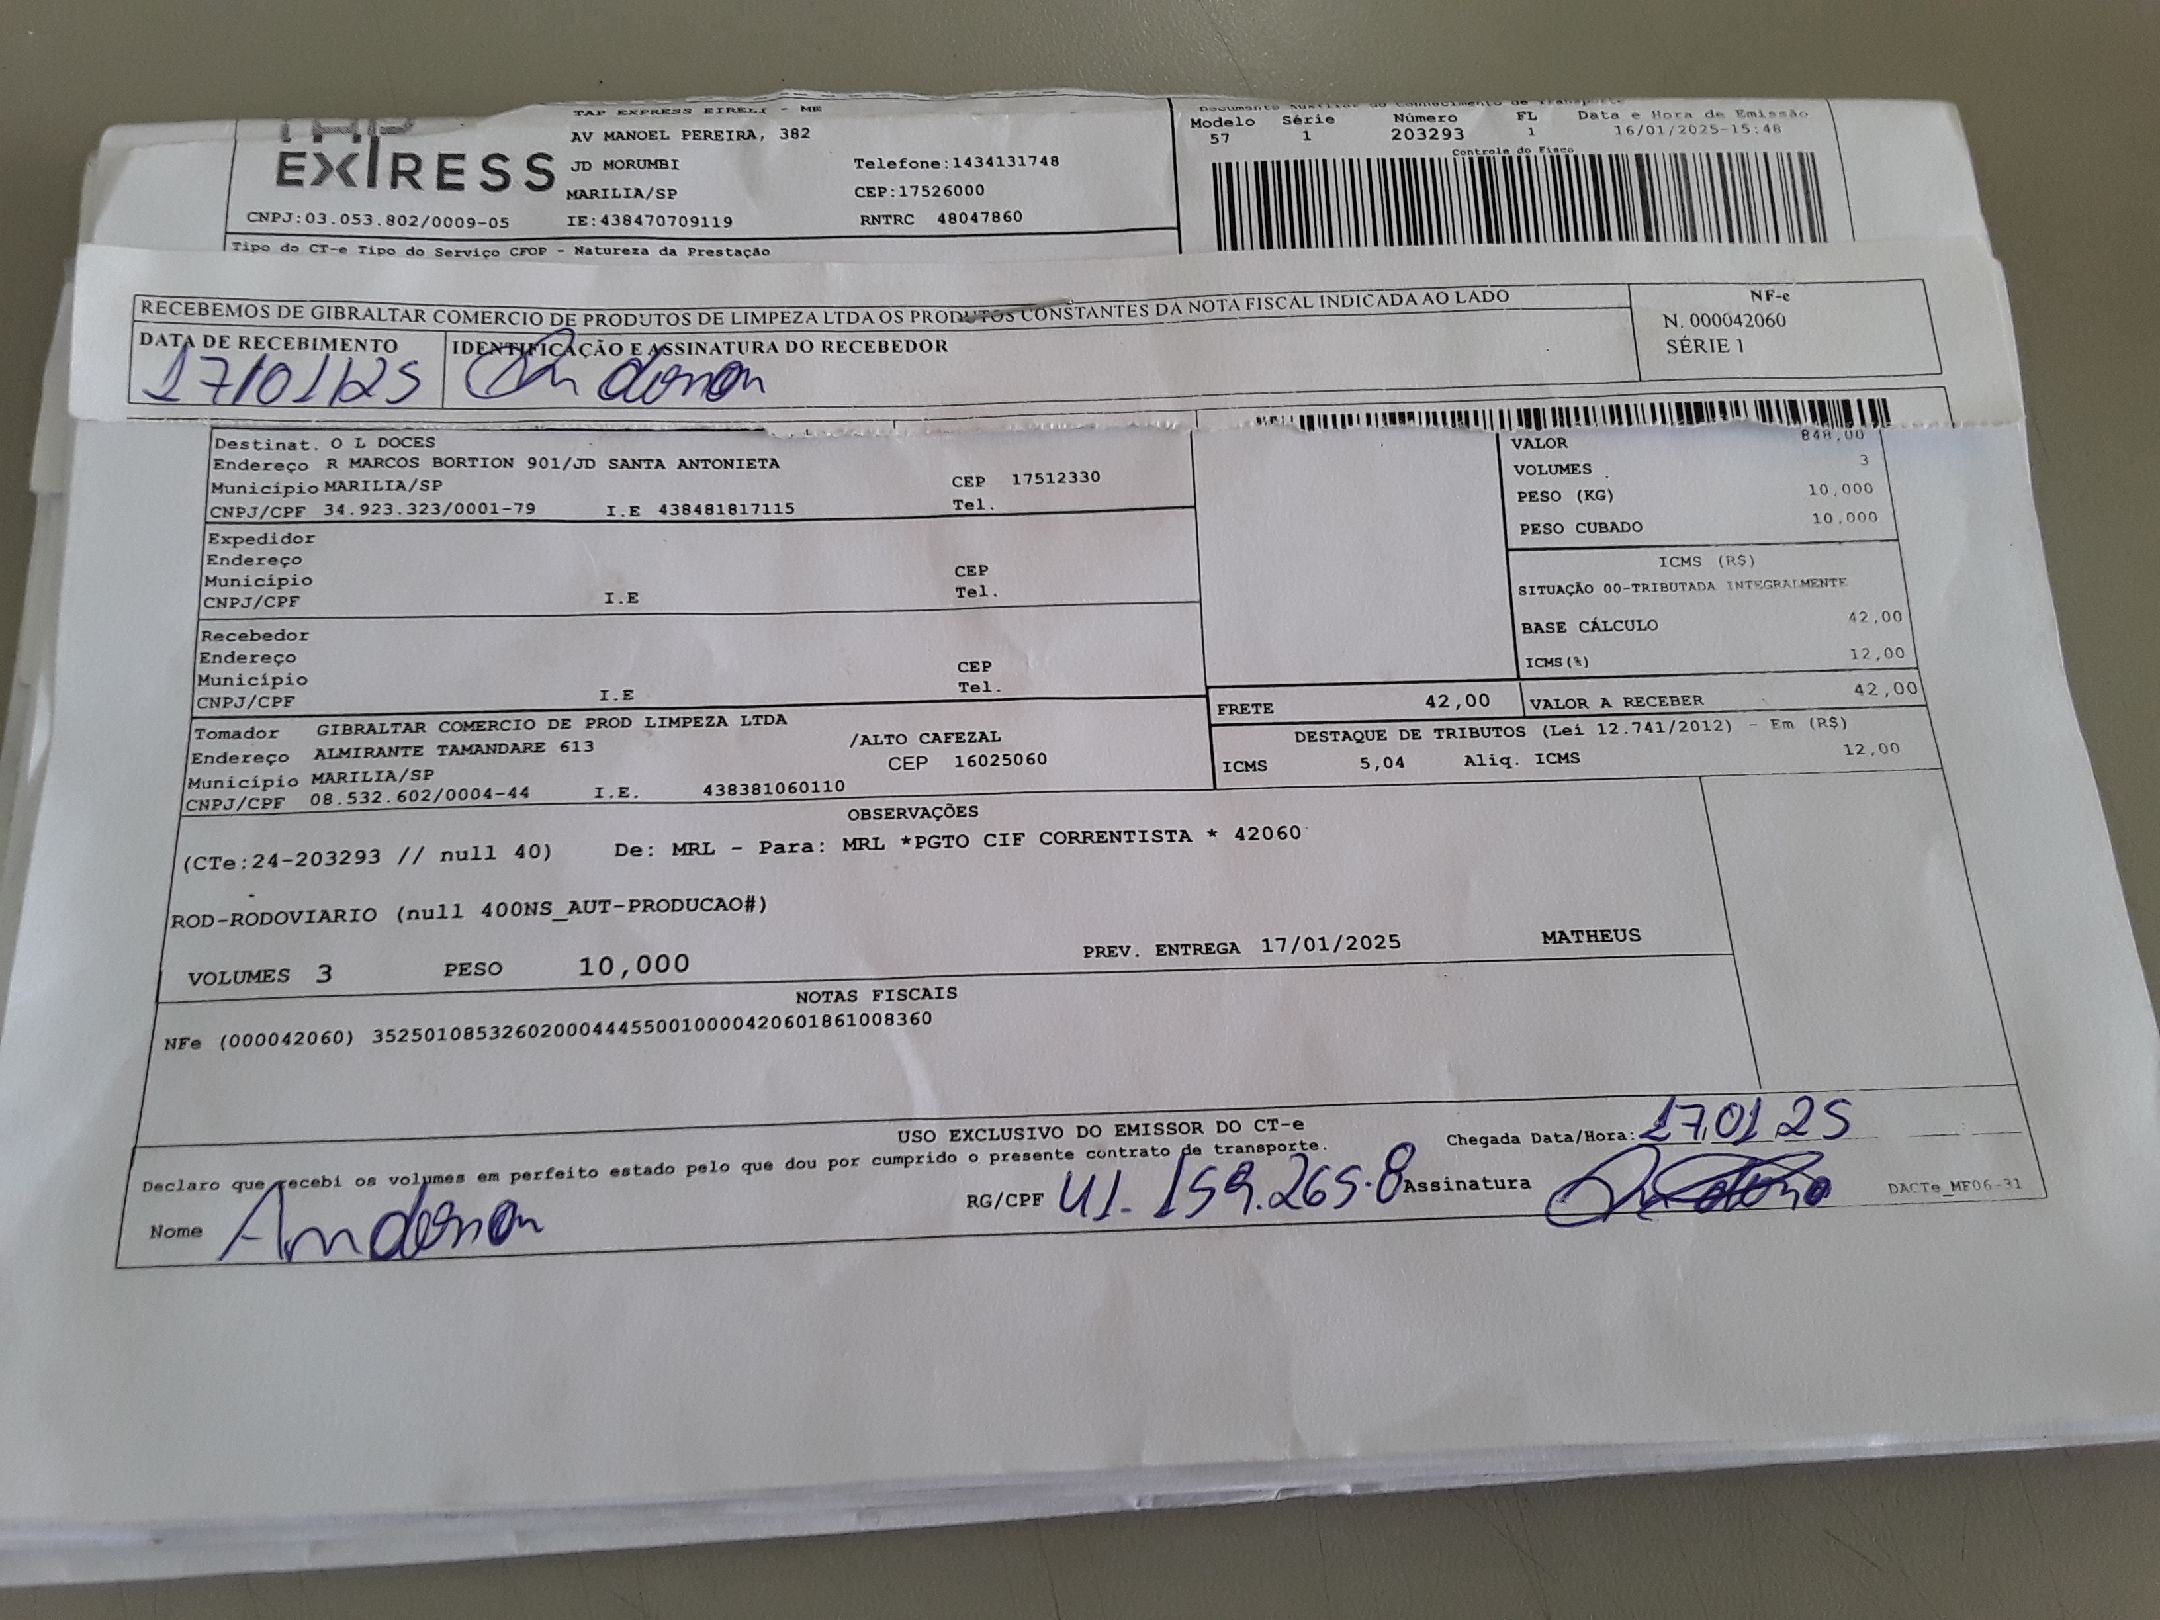 TAP EXPRESS EIRELI - ME
AV MANOEL PEREIRA, 382
JD MORUMBI Telefone:1434131748
MARILIA/SP CEP:17526000
CNPJ:03.053.802/0009-05 IE:438470709119 RNTRC 48047860
TAP
EXPRESS
Documento Auxiliar do Conhecimento de Transporte
Modelo Série Número FL Data e Hora de Emissão
57 1 203293 1 16/01/2025-15:48
Controle do Fisco
Tipo do CT-e Tipo do Serviço CFOP - Natureza da Prestação
RECEBEMOS DE GIBRALTAR COMERCIO DE PRODUTOS DE LIMPEZA LTDA OS PRODUTOS CONSTANTES DA NOTA FISCAL INDICADA AO LADO
NF-e
N. 000042060
SÉRIE 1
DATA DE RECEBIMENTO IDENTIFICAÇÃO E ASSINATURA DO RECEBEDOR
17/01/25 Anderson
Destinat. O L DOCES
Endereço R MARCOS BORTION 901/JD SANTA ANTONIETA
Município MARILIA/SP CEP 17512330
CNPJ/CPF 34.923.323/0001-79 I.E 438481817115 Tel.
VALOR 848,00
VOLUMES 3
PESO (KG) 10,000
PESO CUBADO 10,000
Expedidor
Endereço
Município CEP
CNPJ/CPF I.E Tel.
ICMS (R$)
SITUAÇÃO 00-TRIBUTADA INTEGRALMENTE
BASE CÁLCULO 42,00
ICMS(%) 12,00
Recebedor
Endereço
Município CEP
CNPJ/CPF I.E Tel.
FRETE 42,00 VALOR A RECEBER 42,00
DESTAQUE DE TRIBUTOS (Lei 12.741/2012) - Em (R$)
ICMS 5,04 Aliq. ICMS 12,00
Tomador GIBRALTAR COMERCIO DE PROD LIMPEZA LTDA
Endereço ALMIRANTE TAMANDARE 613 /ALTO CAFEZAL
Município MARILIA/SP CEP 16025060
CNPJ/CPF 08.532.602/0004-44 I.E. 438381060110
OBSERVAÇÕES
(CTe:24-203293 // null 40) De: MRL - Para: MRL *PGTO CIF CORRENTISTA * 42060
ROD-RODOVIARIO (null 400NS_AUT-PRODUCAO#)
VOLUMES 3 PESO 10,000 PREV. ENTREGA 17/01/2025 MATHEUS
NOTAS FISCAIS
NFe (000042060) 35250108532602000444550010000420601861008360
USO EXCLUSIVO DO EMISSOR DO CT-e
Declaro que recebi os volumes em perfeito estado pelo que dou por cumprido o presente contrato de transporte.
Chegada Data/Hora: 17 01 25
Nome Anderson RG/CPF 41.159.265-8 Assinatura
DACTe_MF06-31